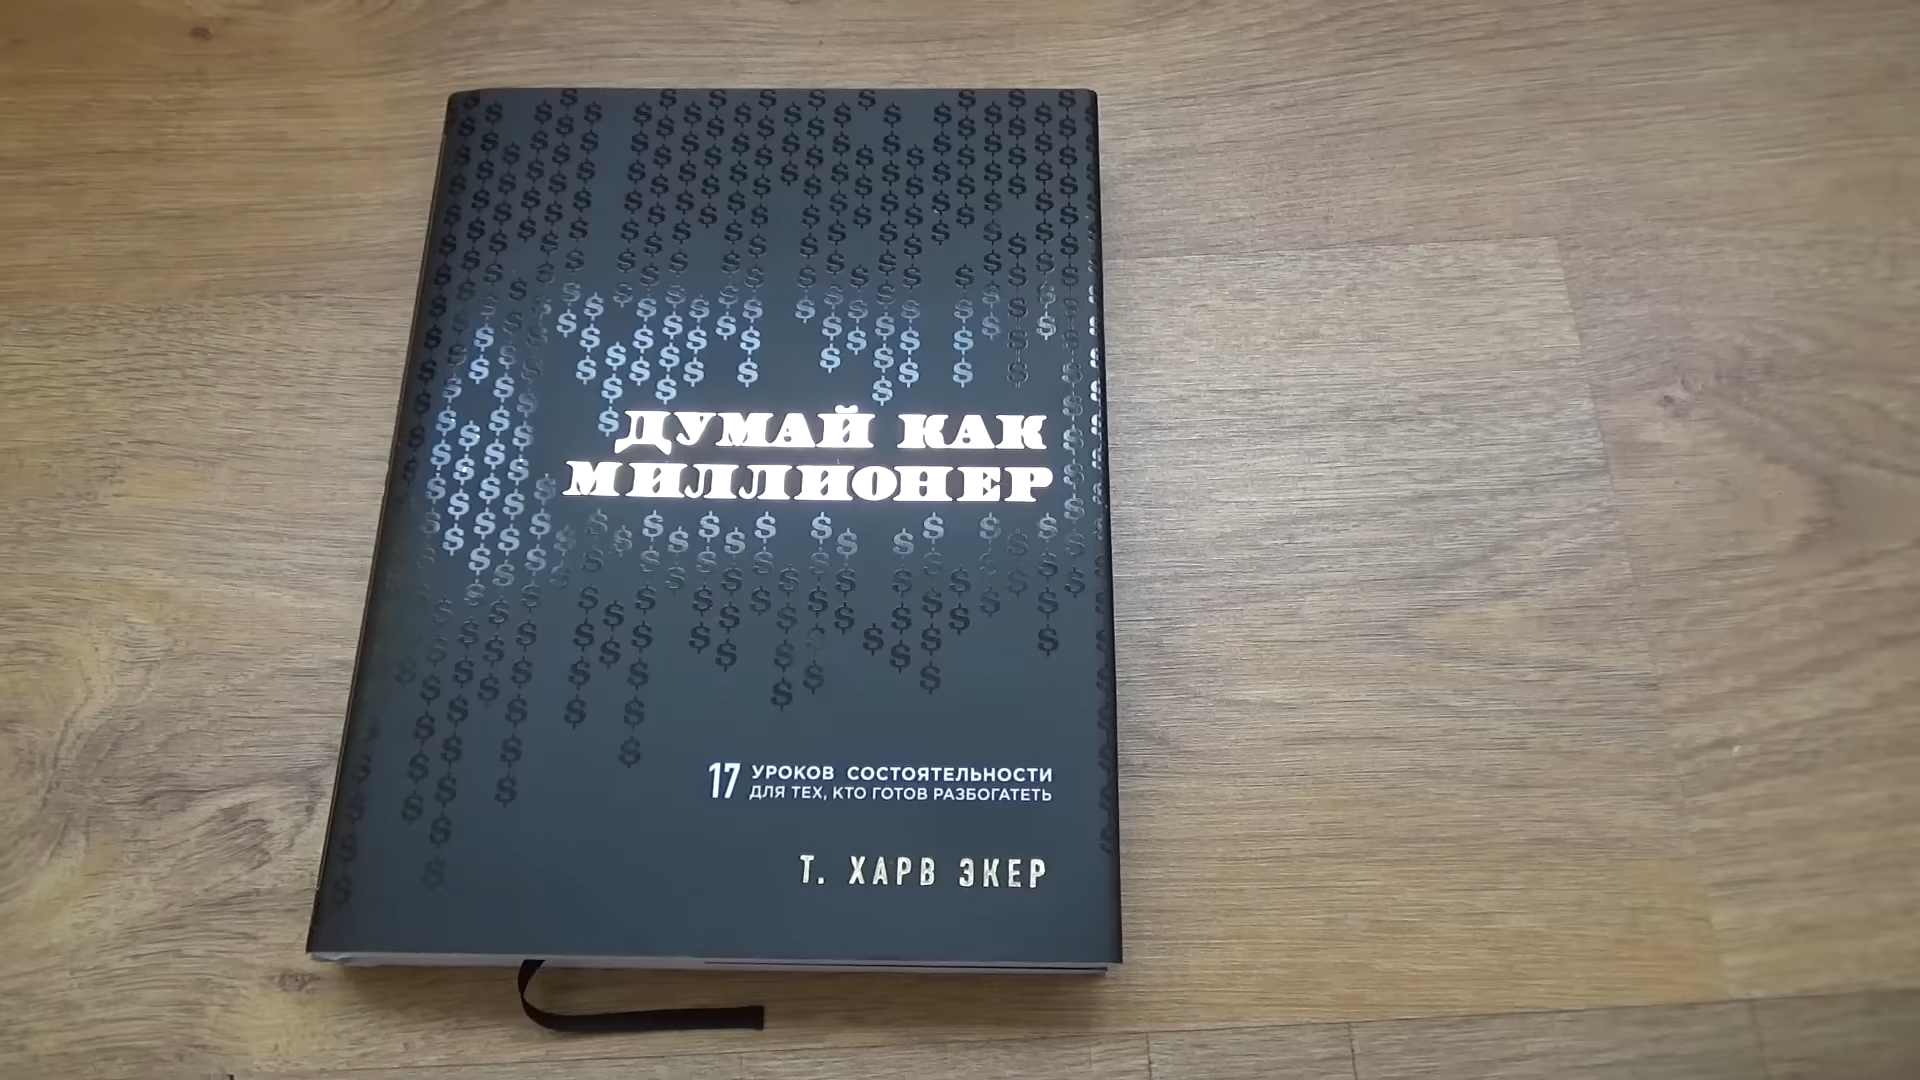 ДУМАЙ КАК
МИЛЛИОНЕР
17 УРОКОВ СОСТОЯТЕЛЬНОСТИ
ДЛЯ ТЕХ, КТО ГОТОВ РАЗБОГАТЕТЬ
Т. ХАРВ ЭКЕР